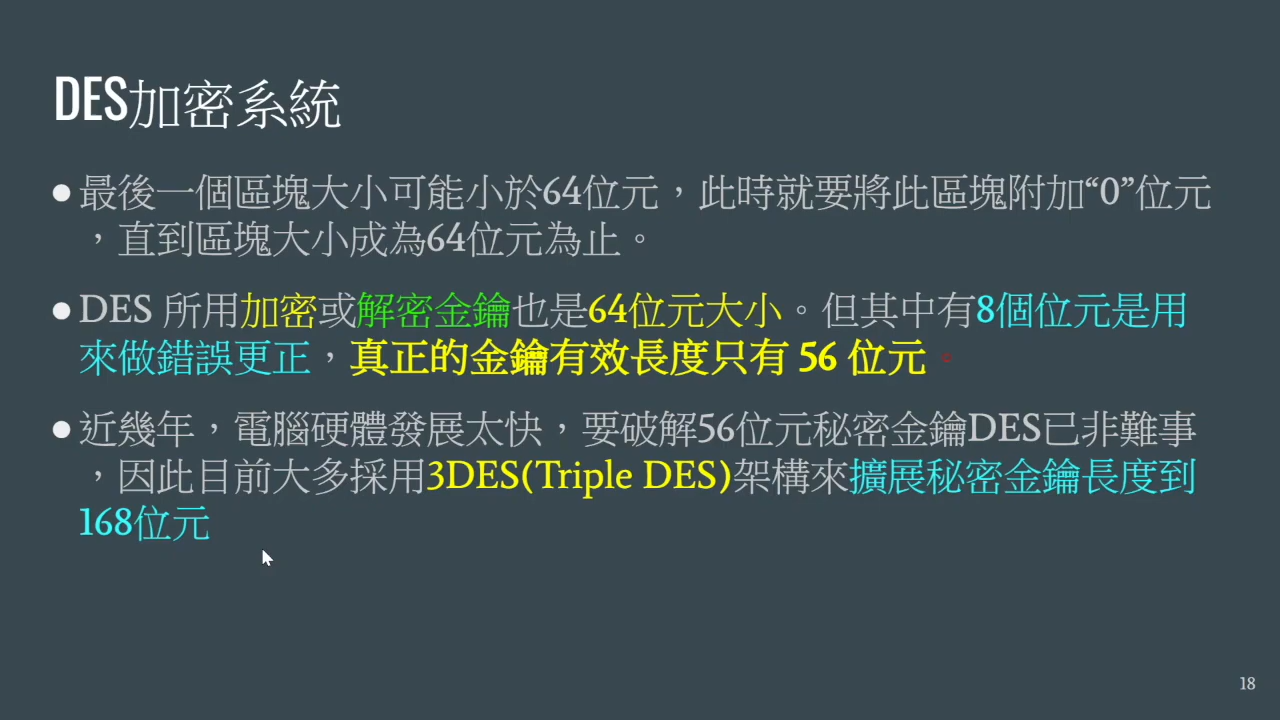 DES加密系統
●最後一個區塊大小可能小於64位元，此時就要將此區塊附加“0”位元
，直到區塊大小成為64位元為止。
●DES 所用加密或解密金鑰也是64位元大小。但其中有8個位元是用
來做錯誤更正，真正的金鑰有效長度只有 56 位元。
●近幾年，電腦硬體發展太快，要破解56位元秘密金鑰DES已非難事
，因此目前大多採用3DES(Triple DES)架構來擴展秘密金鑰長度到
168位元
18